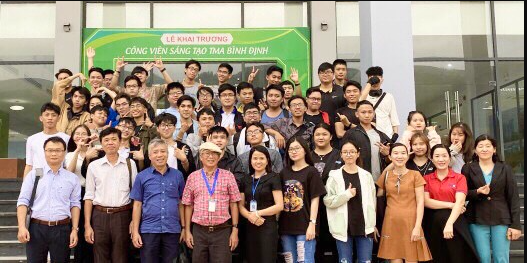 LỄ KHAI TRƯƠNG
CÔNG VIÊN SÁNG TẠO TMA BÌNH ĐỊNH